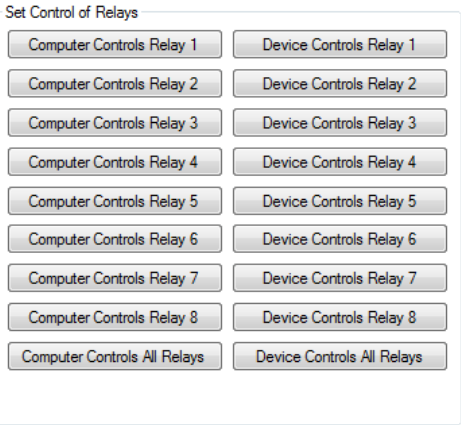 Set Control of Relays
Computer Controls Relay 1 Device Controls Relay 1
Computer Controls Relay 2 Device Controls Relay 2
Computer Controls Relay 3 Device Controls Relay 3
Computer Controls Relay 4 Device Controls Relay 4
Computer Controls Relay 5 Device Controls Relay 5
Computer Controls Relay 6 Device Controls Relay 6
Computer Controls Relay 7 Device Controls Relay 7
Computer Controls Relay 8 Device Controls Relay 8
Computer Controls All Relays Device Controls All Relays